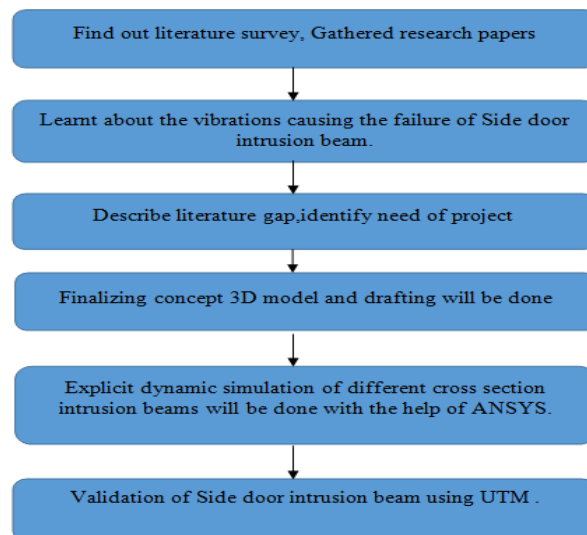 Find out literature survey, Gathered research papers
Learnt about the vibrations causing the failure of Side door
intrusion beam.
Describe literature gap,identify need of project
Finalizing concept 3D model and drafting will be done
Explicit dynamic simulation of different cross section
intrusion beams will be done with the help of ANSYS.
Validation of Side door intrusion beam using UTM .